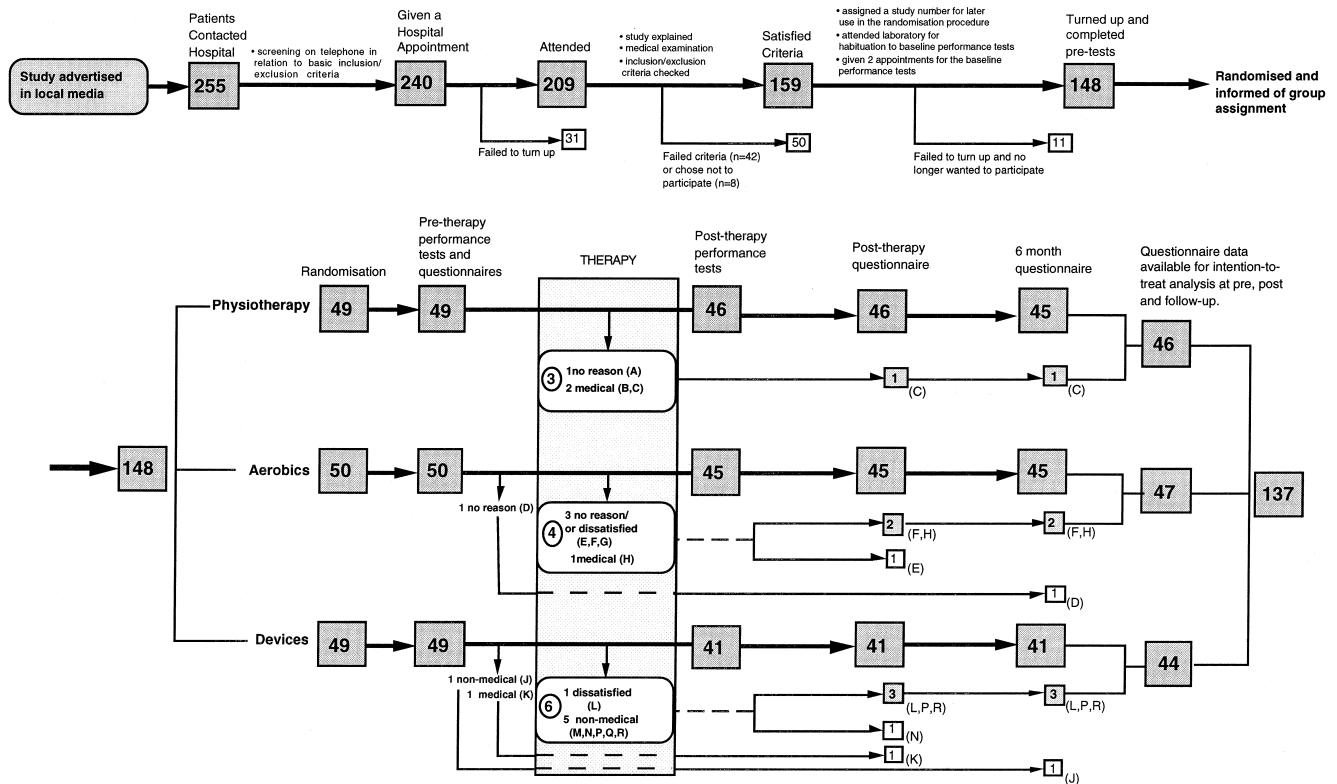 Patients
Contacted
Hospital
Given a
Hospital
Appointment
Attended
Satisfied
Criteria
Turned up and
completed
pre-tests
• screening on telephone in
relation to basic inclusion/
exclusion criteria
• study explained
• medical examination
• inclusion/exclusion
criteria checked
• assigned a study number for later
use in the randomisation procedure
• attended laboratory for
habituation to baseline performance tests
• given 2 appointments for the baseline
performance tests
Study advertised
in local media
255
240
209
159
148
Randomised and
informed of group
assignment
Failed to turn up
31
Failed criteria (n=42)
or chose not to
participate (n=8)
50
Failed to turn up and no
longer wanted to participate
11
Randomisation
Pre-therapy
performance
tests and
questionnaires
THERAPY
Post-therapy
performance
tests
Post-therapy
questionnaire
6 month
questionnaire
Questionnaire data
available for intention-to-
treat analysis at pre, post
and follow-up.
Physiotherapy
49
49
46
46
45
46
3
1no reason (A)
2 medical (B,C)
1
(C)
1
(C)
148
Aerobics
50
50
45
45
45
47
137
1 no reason (D)
4
3 no reason/
or dissatisfied
(E,F,G)
1medical (H)
2
(F,H)
2
(F,H)
1
(E)
1
(D)
Devices
49
49
41
41
41
44
1 non-medical (J)
1 medical (K)
6
1 dissatisfied
(L)
5 non-medical
(M,N,P,Q,R)
3
(L,P,R)
3
(L,P,R)
1
(N)
1
(K)
1
(J)